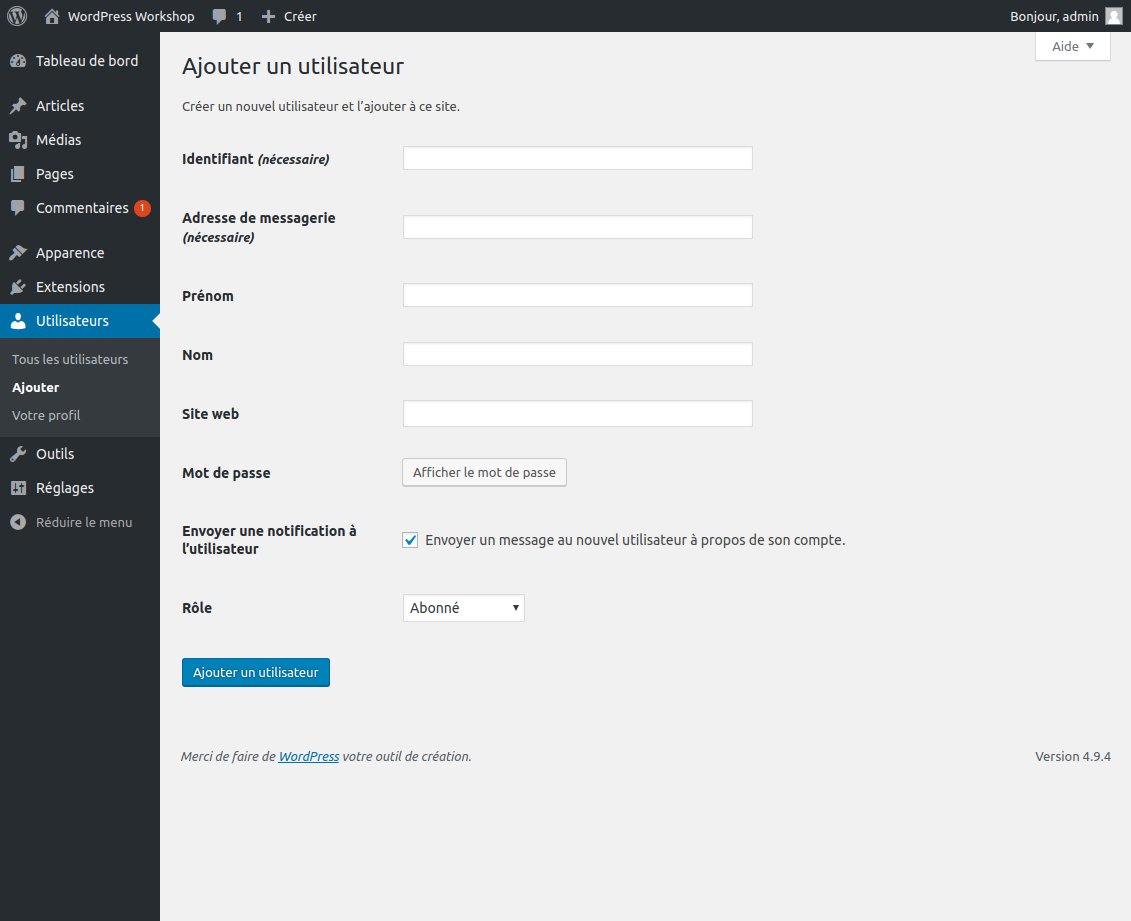 WordPress Workshop 1 Créer Bonjour, admin
Tableau de bord
Articles
Médias
Pages
Commentaires 1
Apparence
Extensions
Utilisateurs
Tous les utilisateurs
Ajouter
Votre profil
Outils
Réglages
Réduire le menu
Aide
Ajouter un utilisateur
Créer un nouvel utilisateur et l’ajouter à ce site.
Identifiant (nécessaire)
Adresse de messagerie
(nécessaire)
Prénom
Nom
Site web
Mot de passe Afficher le mot de passe
Envoyer une notification à
l’utilisateur
Envoyer un message au nouvel utilisateur à propos de son compte.
Rôle Abonné
Ajouter un utilisateur
Merci de faire de WordPress votre outil de création. Version 4.9.4